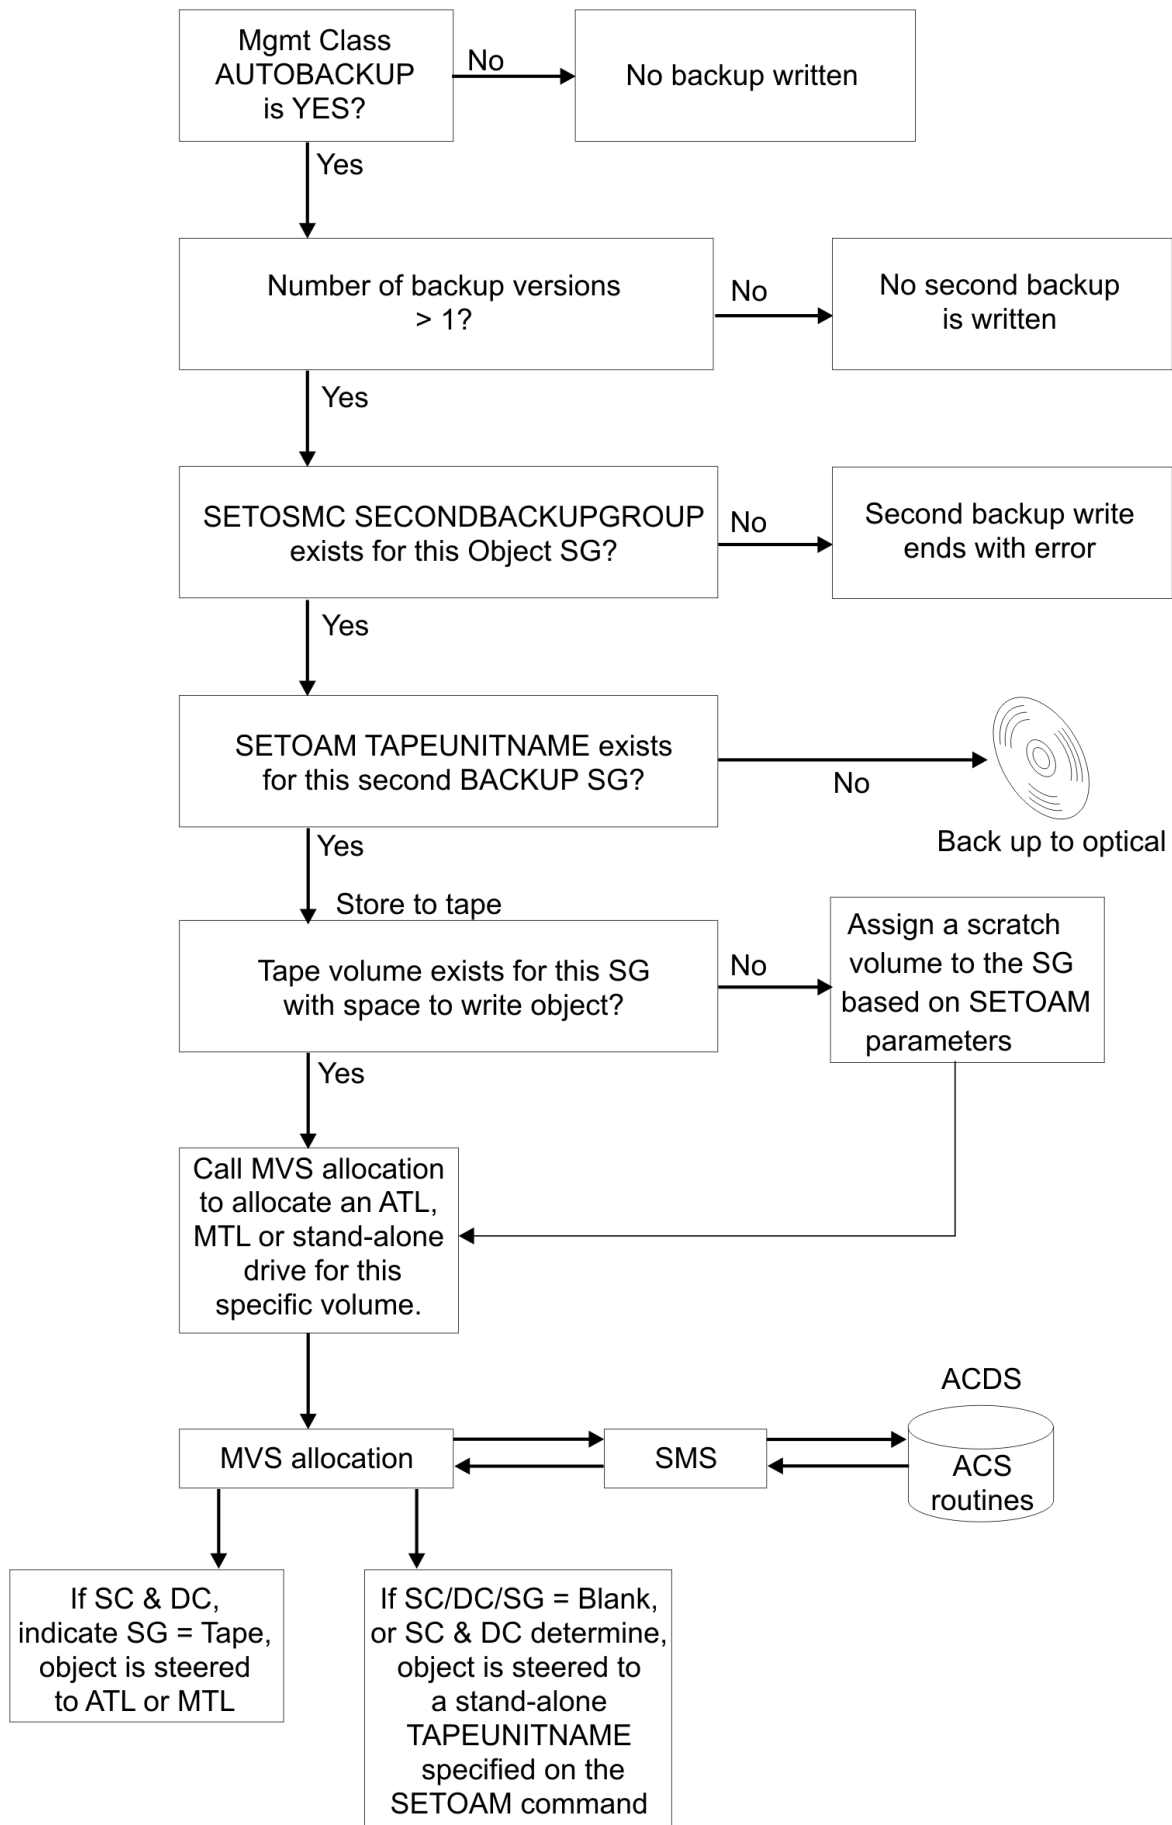 Mgmt Class
AUTOBACKUP
is YES?
No
No backup written
Yes
Number of backup versions
> 1?
No
No second backup
is written
Yes
SETOSMC SECONDBACKUPGROUP
exists for this Object SG?
No
Second backup write
ends with error
Yes
SETOAM TAPEUNITNAME exists
for this second BACKUP SG?
No
Back up to optical
Yes
Store to tape
Tape volume exists for this SG
with space to write object?
No
Assign a scratch
volume to the SG
based on SETOAM
parameters
Yes
Call MVS allocation
to allocate an ATL,
MTL or stand-alone
drive for this
specific volume.
MVS allocation
SMS
ACDS
ACS
routines
If SC & DC,
indicate SG = Tape,
object is steered
to ATL or MTL
If SC/DC/SG = Blank,
or SC & DC determine,
object is steered to
a stand-alone
TAPEUNITNAME
specified on the
SETOAM command